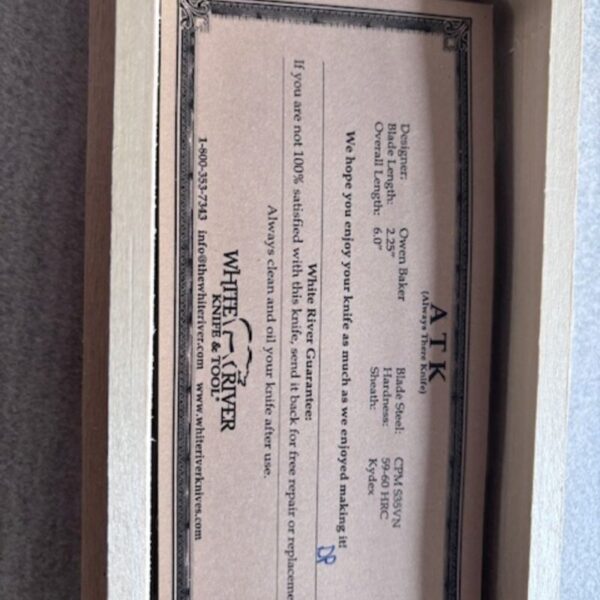 ATK
(Always There Knife)
Designer: Owen Baker Blade Steel: CPM S35VN
Blade Length: 2.25" Hardness: 59-60 HRC
Overall Length: 6.0" Sheath: Kydex
We hope you enjoy your knife as much as we enjoyed making it!
DP
White River Guarantee:
If you are not 100% satisfied with this knife, send it back for free repair or replaceme
Always clean and oil your knife after use.
WHITE RIVER
KNIFE & TOOL
1-800-353-7343 info@thewhiteriver.com www.whiteriverknives.com